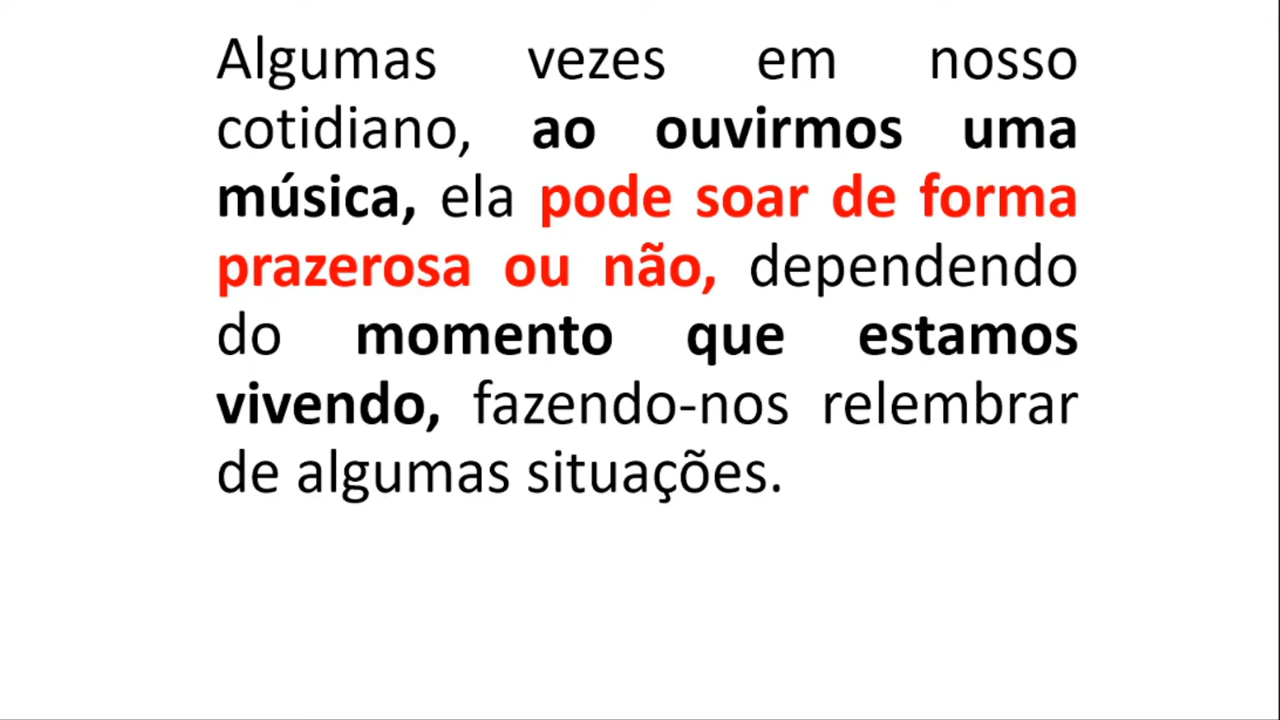 Algumas vezes em nosso
cotidiano, ao ouvirmos uma
música, ela pode soar de forma
prazerosa ou não, dependendo
do momento que estamos
vivendo, fazendo-nos relembrar
de algumas situações.